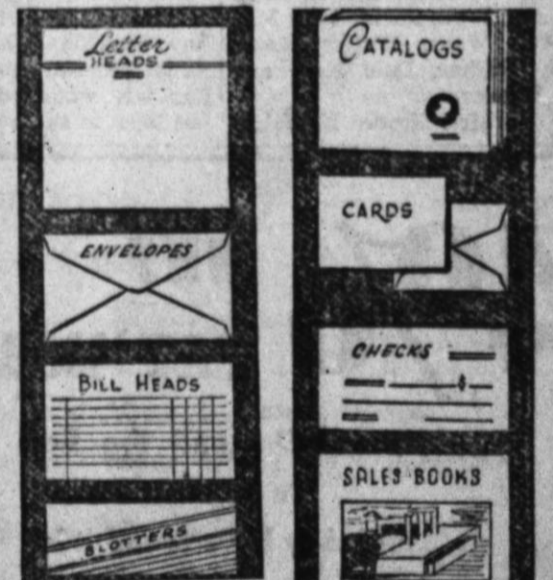 Letter
HEADS
ENVELOPES
BILL HEADS
BLOTTERS
CATALOGS
CARDS
CHECKS
$
SALES BOOKS